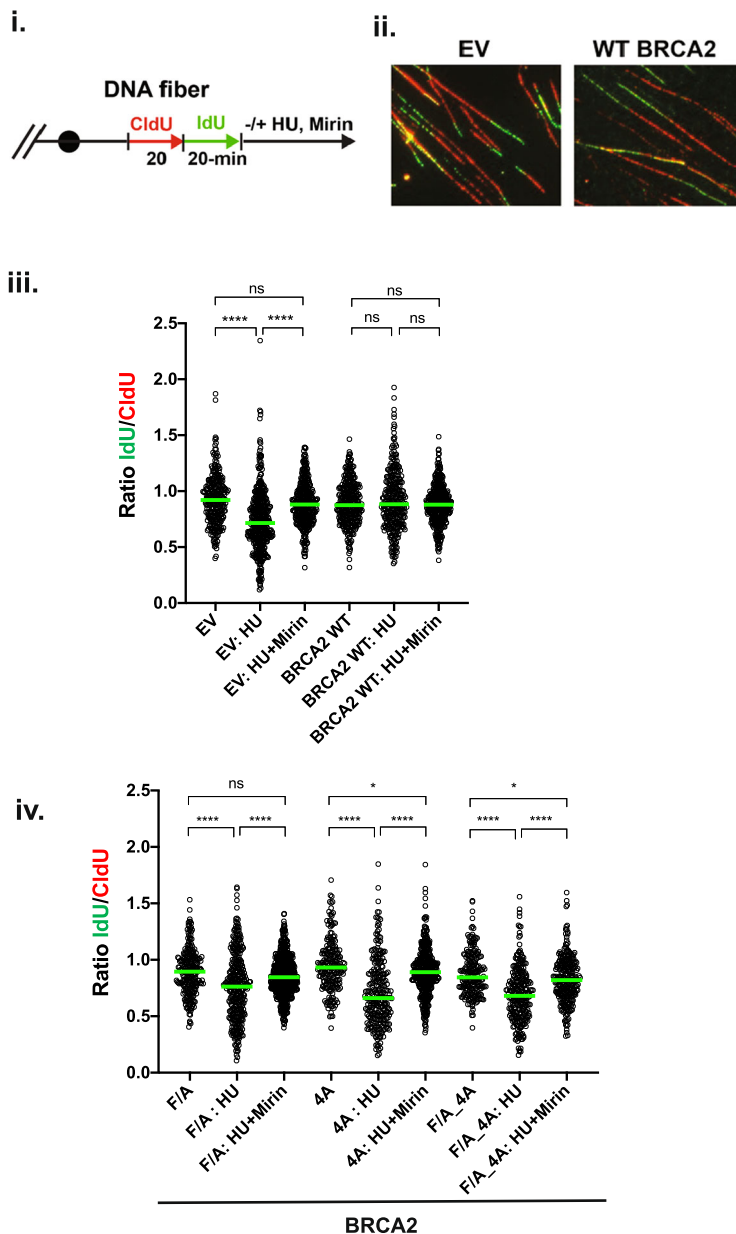 i.
DNA fiber
CldU IdU -/+ HU, Mirin
20 20-min
ii.
EV WT BRCA2
iii.
ns ns
**** **** ns ns
2.5
2.0
1.5
1.0
0.5
0.0
Ratio IdU/CldU
EV
EV: HU
EV: HU+Mirin
BRCA2 WT
BRCA2 WT: HU
BRCA2 WT: HU+Mirin
iv.
ns * *
**** **** **** **** **** ****
2.5
2.0
1.5
1.0
0.5
0.0
Ratio IdU/CldU
F/A
F/A : HU
F/A: HU+Mirin
4A
4A : HU
4A: HU+Mirin
F/A_4A
F/A_4A: HU
F/A_4A: HU+Mirin
BRCA2